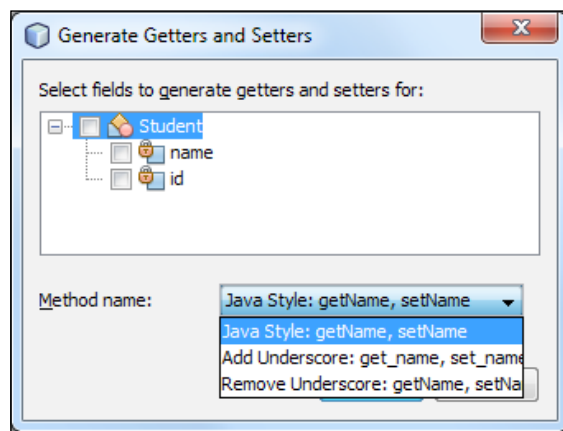 Generate Getters and Setters
Select fields to generate getters and setters for:
Student
name
id
Method name:
Java Style: getName, setName
Java Style: getName, setName
Add Underscore: get_name, set_name
Remove Underscore: getName, setNa